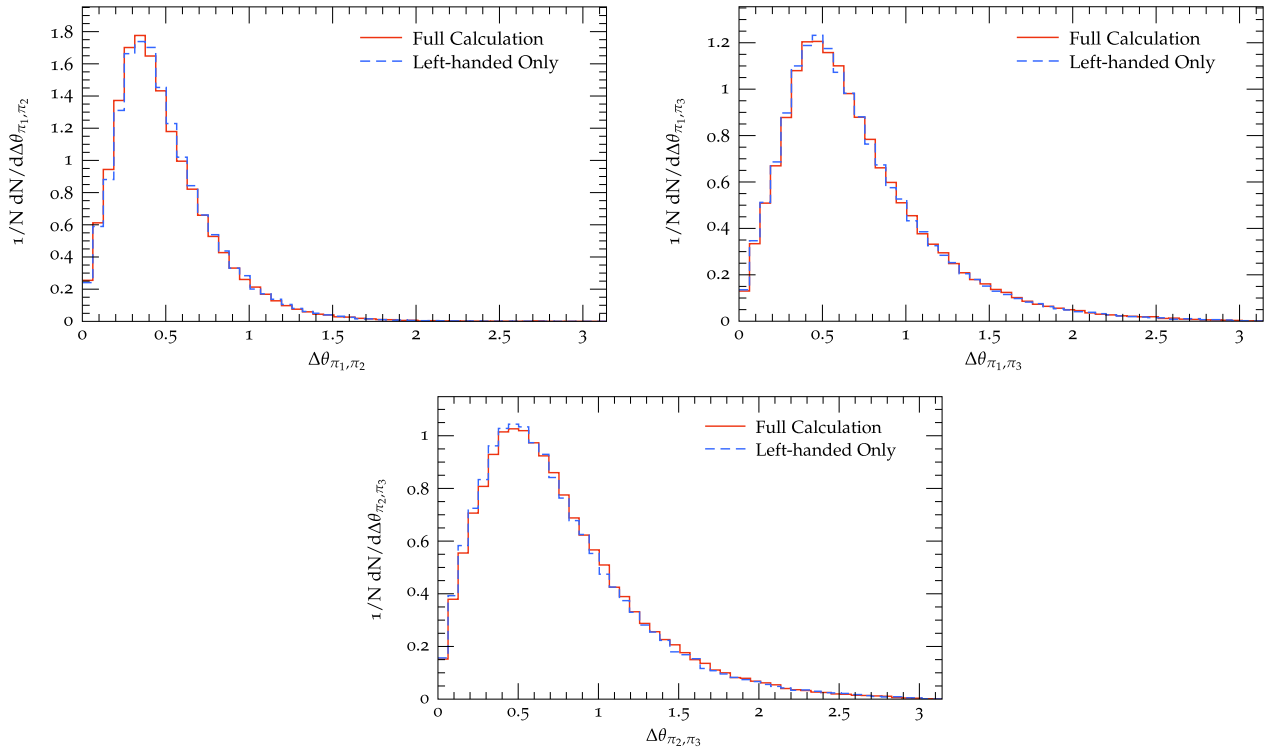 1/N dN/dΔθπ₁,π₂
1.8
1.6
1.4
1.2
1
0.8
0.6
0.4
0.2
0
Full Calculation
Left-handed Only
0 0.5 1 1.5 2 2.5 3
Δθπ₁,π₂
1/N dN/dΔθπ₁,π₃
1.2
1
0.8
0.6
0.4
0.2
0
Full Calculation
Left-handed Only
0 0.5 1 1.5 2 2.5 3
Δθπ₁,π₃
1/N dN/dΔθπ₂,π₃
1
0.8
0.6
0.4
0.2
0
Full Calculation
Left-handed Only
0 0.5 1 1.5 2 2.5 3
Δθπ₂,π₃